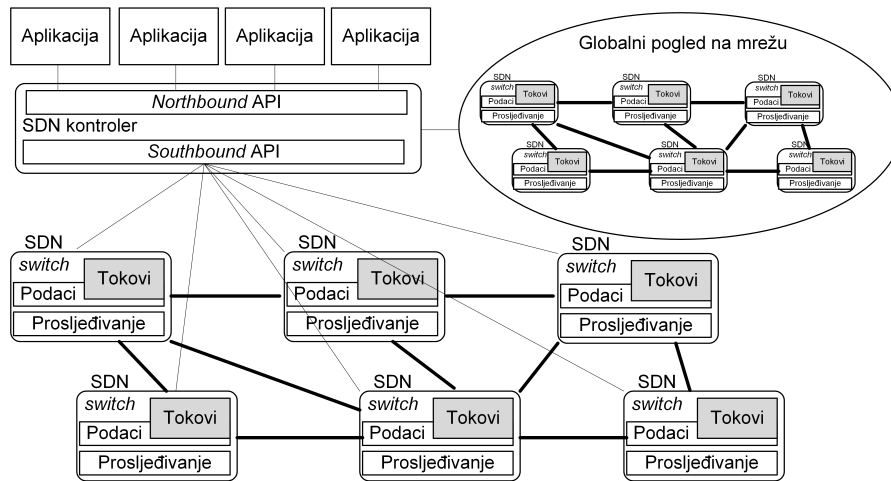 Aplikacija
Aplikacija
Aplikacija
Aplikacija
Northbound API
SDN kontroler
Southbound API
Globalni pogled na mrežu
SDN
switch
Tokovi
Podaci
Prosljeđivanje
SDN
switch
Tokovi
Podaci
Prosljeđivanje
SDN
switch
Tokovi
Podaci
Prosljeđivanje
SDN
switch
Tokovi
Podaci
Prosljeđivanje
SDN
switch
Tokovi
Podaci
Prosljeđivanje
SDN
switch
Tokovi
Podaci
Prosljeđivanje
SDN
switch
Tokovi
Podaci
Prosljeđivanje
SDN
switch
Tokovi
Podaci
Prosljeđivanje
SDN
switch
Tokovi
Podaci
Prosljeđivanje
SDN
switch
Tokovi
Podaci
Prosljeđivanje
SDN
switch
Tokovi
Podaci
Prosljeđivanje
SDN
switch
Tokovi
Podaci
Prosljeđivanje